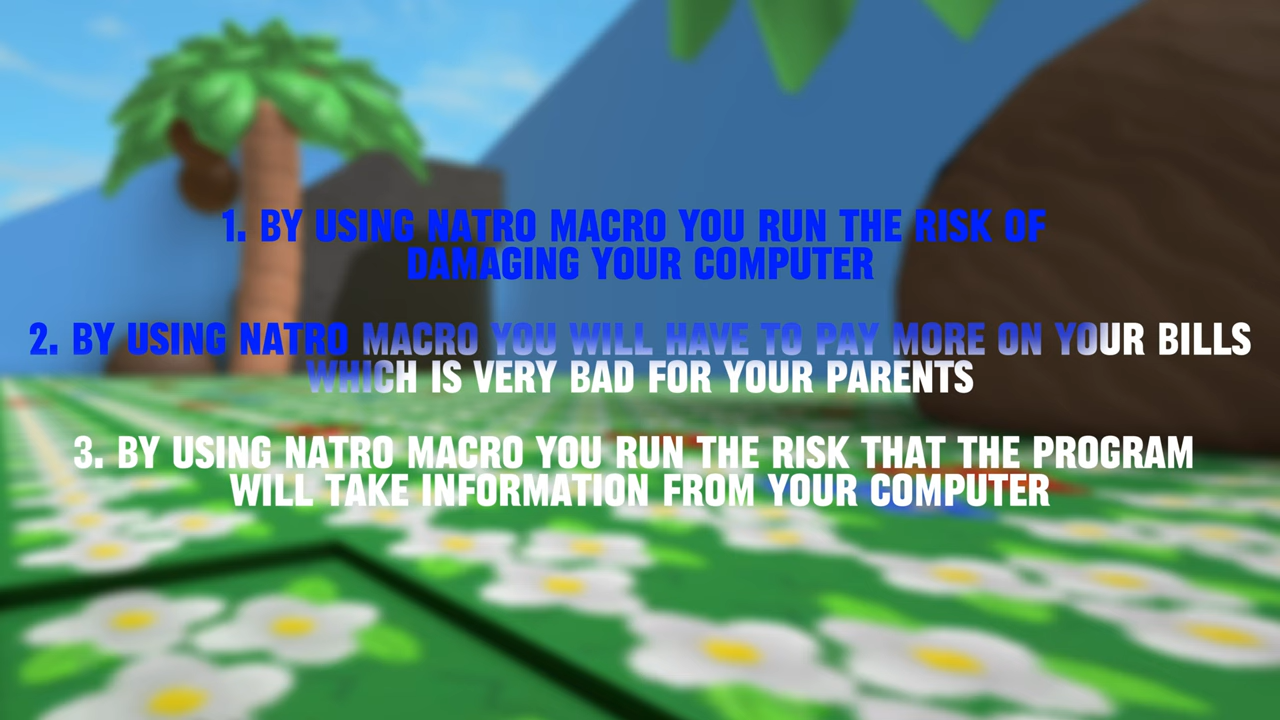 1. BY USING NATRO MACRO YOU RUN THE RISK OF
DAMAGING YOUR COMPUTER
2. BY USING NATRO MACRO YOU WILL HAVE TO PAY MORE ON YOUR BILLS
WHICH IS VERY BAD FOR YOUR PARENTS
3. BY USING NATRO MACRO YOU RUN THE RISK THAT THE PROGRAM
WILL TAKE INFORMATION FROM YOUR COMPUTER